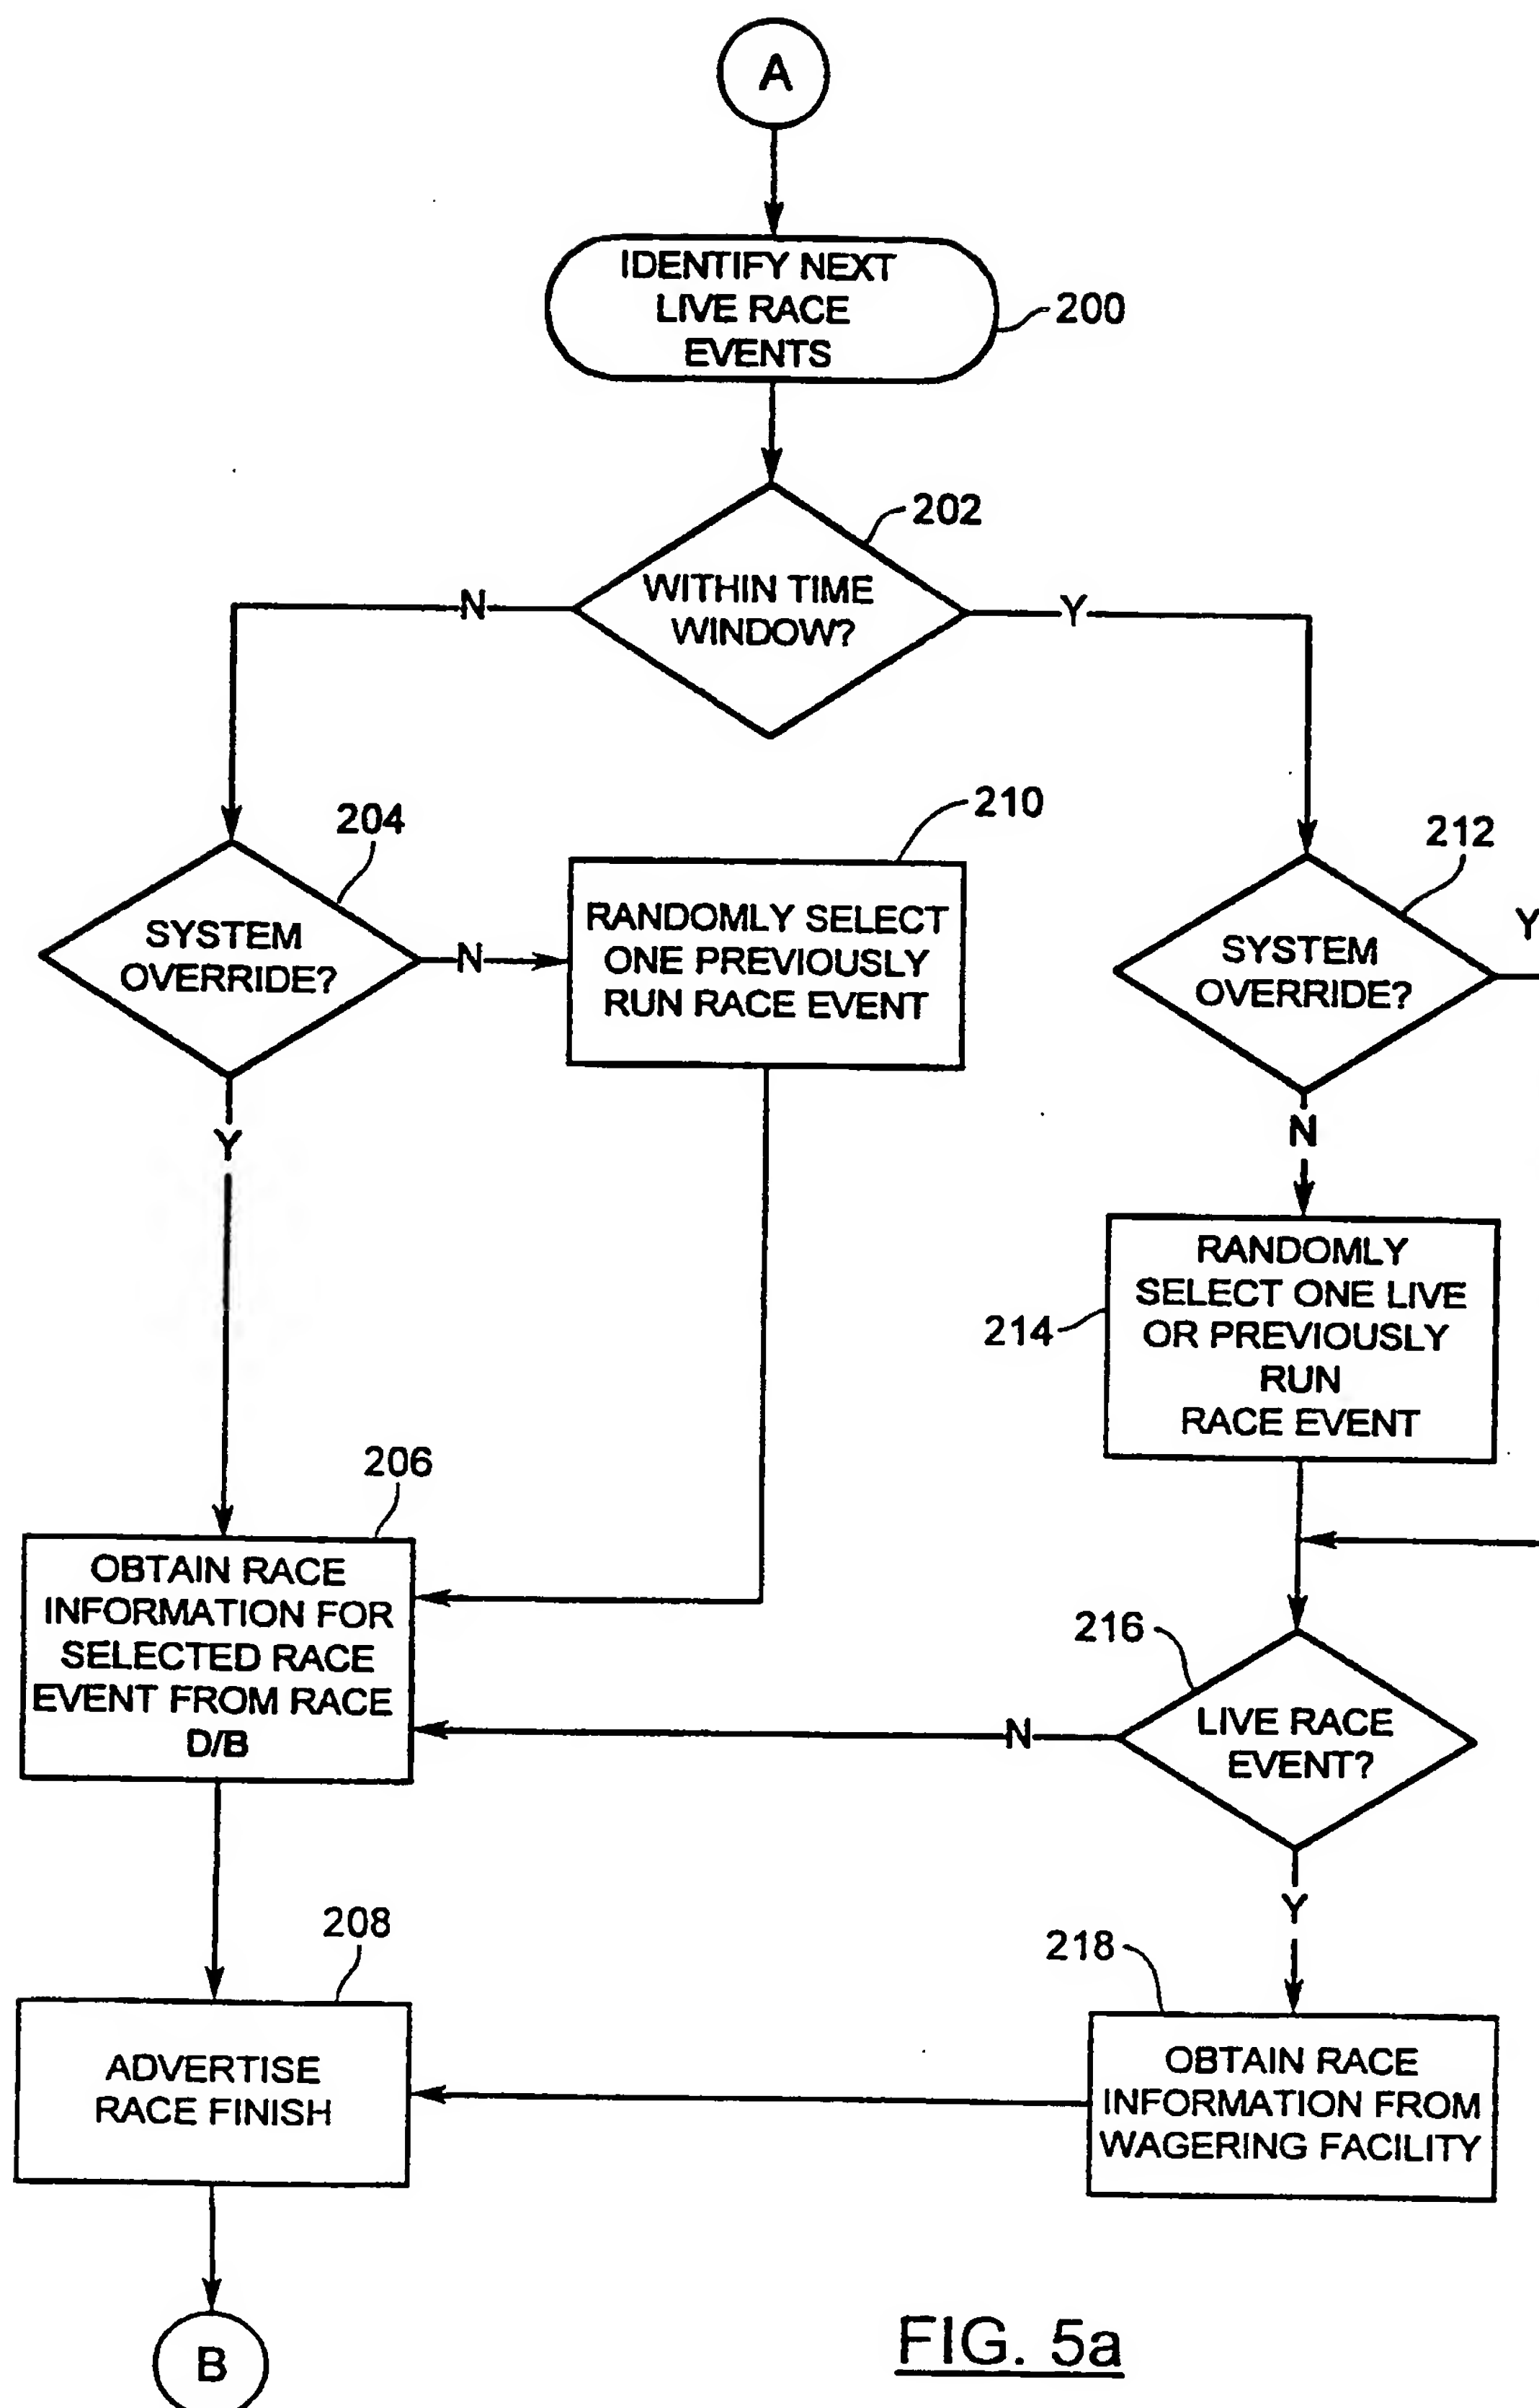 A
IDENTIFY NEXT
LIVE RACE
EVENTS
200
202
WITHIN TIME
WINDOW?
N
Y
204
SYSTEM
OVERRIDE?
N
Y
210
RANDOMLY SELECT
ONE PREVIOUSLY
RUN RACE EVENT
212
SYSTEM
OVERRIDE?
Y
N
214
RANDOMLY
SELECT ONE LIVE
OR PREVIOUSLY
RUN
RACE EVENT
206
OBTAIN RACE
INFORMATION FOR
SELECTED RACE
EVENT FROM RACE
D/B
216
LIVE RACE
EVENT?
N
Y
208
ADVERTISE
RACE FINISH
218
OBTAIN RACE
INFORMATION FROM
WAGERING FACILITY
B
FIG. 5a